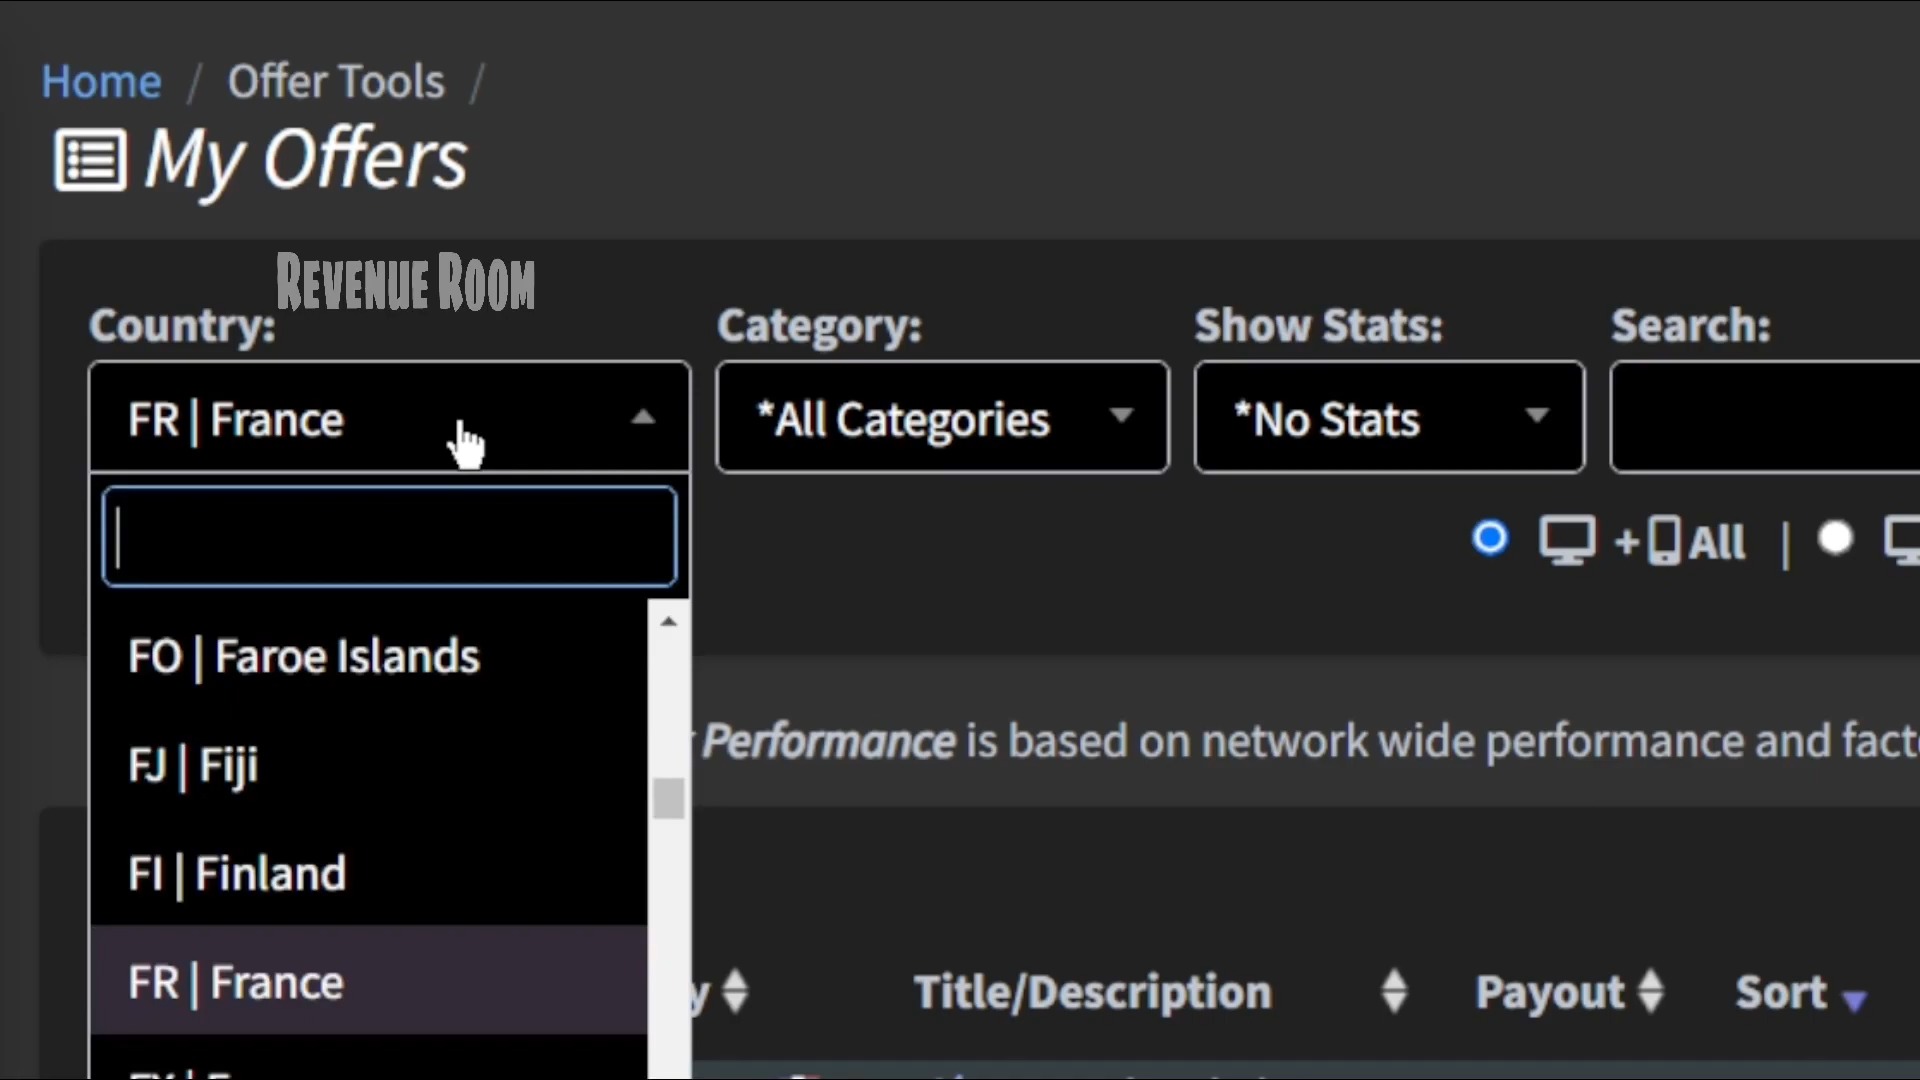 Home / Offer Tools /
My Offers
REVENUE ROOM
Country: Category: Show Stats: Search:
FR | France *All Categories *No Stats
+ All |
FO | Faroe Islands
Performance is based on network wide performance and
FJ | Fiji
FI | Finland
FR | France
Title/Description Payout Sort